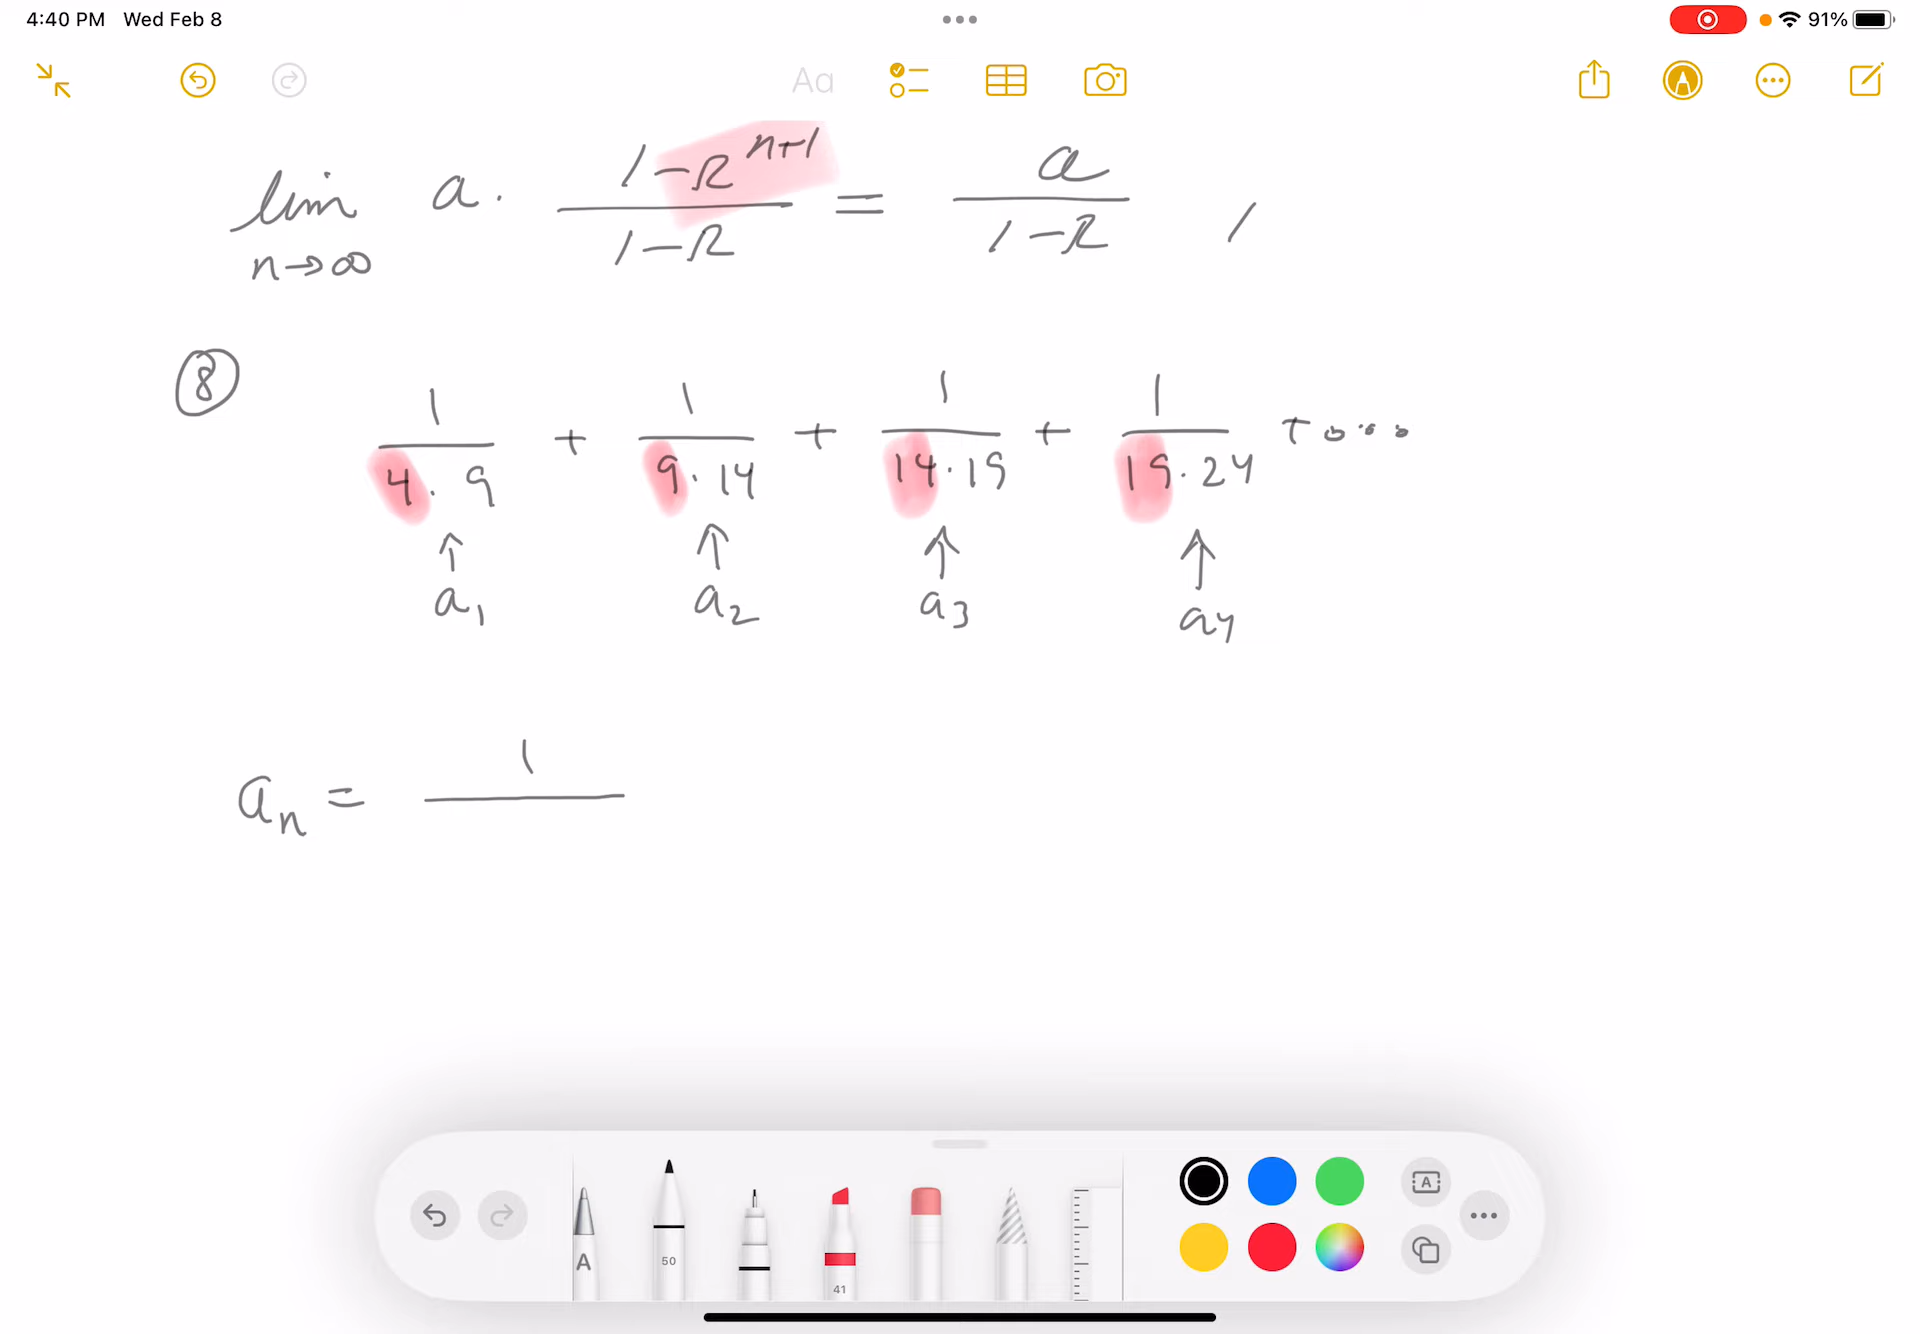 4:40 PM Wed Feb 8
91%
Aa
lim n→∞ a · (1-R^(n+1))/(1-R) = a/(1-R) ,
⑧ 1/(4·9) + 1/(9·14) + 1/(14·19) + 1/(19·24) + ...
↑ ↑ ↑ ↑
a₁ a₂ a₃ a₄
aₙ = 1/
A 50 41 A